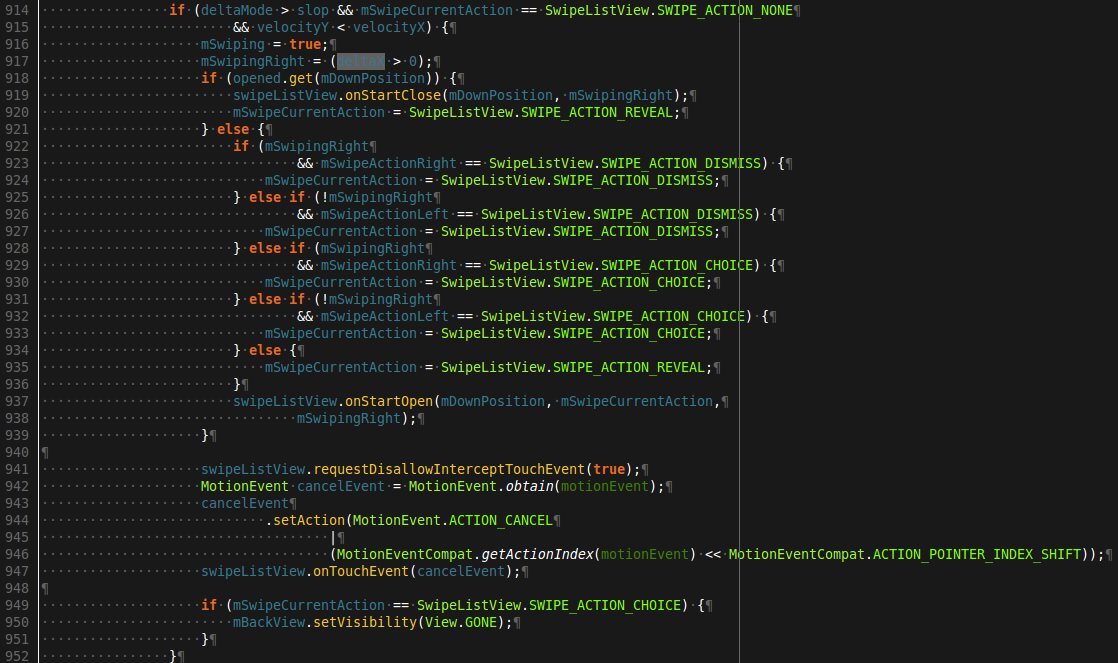 914 if (deltaMode > slop && mSwipeCurrentAction == SwipeListView.SWIPE_ACTION_NONE¶
915 && velocityY < velocityX) {¶
916 mSwiping = true;¶
917 mSwipingRight = (deltaX > 0);¶
918 if (opened.get(mDownPosition)) {¶
919 swipeListView.onStartClose(mDownPosition, mSwipingRight);¶
920 mSwipeCurrentAction = SwipeListView.SWIPE_ACTION_REVEAL;¶
921 } else {¶
922 if (mSwipingRight¶
923 && mSwipeActionRight == SwipeListView.SWIPE_ACTION_DISMISS) {¶
924 mSwipeCurrentAction = SwipeListView.SWIPE_ACTION_DISMISS;¶
925 } else if (!mSwipingRight¶
926 && mSwipeActionLeft == SwipeListView.SWIPE_ACTION_DISMISS) {¶
927 mSwipeCurrentAction = SwipeListView.SWIPE_ACTION_DISMISS;¶
928 } else if (mSwipingRight¶
929 && mSwipeActionRight == SwipeListView.SWIPE_ACTION_CHOICE) {¶
930 mSwipeCurrentAction = SwipeListView.SWIPE_ACTION_CHOICE;¶
931 } else if (!mSwipingRight¶
932 && mSwipeActionLeft == SwipeListView.SWIPE_ACTION_CHOICE) {¶
933 mSwipeCurrentAction = SwipeListView.SWIPE_ACTION_CHOICE;¶
934 } else {¶
935 mSwipeCurrentAction = SwipeListView.SWIPE_ACTION_REVEAL;¶
936 }¶
937 swipeListView.onStartOpen(mDownPosition, mSwipeCurrentAction,¶
938 mSwipingRight);¶
939 }¶
940 ¶
941 swipeListView.requestDisallowInterceptTouchEvent(true);¶
942 MotionEvent cancelEvent = MotionEvent.obtain(motionEvent);¶
943 cancelEvent¶
944 .setAction(MotionEvent.ACTION_CANCEL¶
945 |¶
946 (MotionEventCompat.getActionIndex(motionEvent) << MotionEventCompat.ACTION_POINTER_INDEX_SHIFT));¶
947 swipeListView.onTouchEvent(cancelEvent);¶
948 ¶
949 if (mSwipeCurrentAction == SwipeListView.SWIPE_ACTION_CHOICE) {¶
950 mBackView.setVisibility(View.GONE);¶
951 }¶
952 }¶